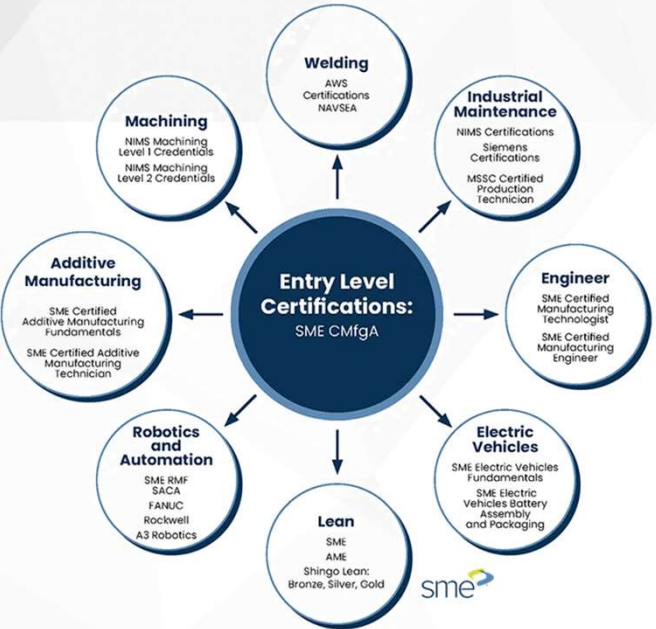 Welding
AWS
Certifications
NAVSEA
Machining
NIMS Machining
Level 1 Credentials
NIMS Machining
Level 2 Credentials
Industrial
Maintenance
NIMS Certifications
Siemens
Certifications
MSSC Certified
Production
Technician
Additive
Manufacturing
SME Certified
Additive Manufacturing
Fundamentals
SME Certified Additive
Manufacturing
Technician
Entry Level
Certifications:
SME CMfgA
Engineer
SME Certified
Manufacturing
Technologist
SME Certified
Manufacturing
Engineer
Robotics
and
Automation
SME RMF
SACA
FANUC
Rockwell
A3 Robotics
Electric
Vehicles
SME Electric Vehicles
Fundamentals
SME Electric
Vehicles Battery
Assembly
and Packaging
Lean
SME
AME
Shingo Lean:
Bronze, Silver, Gold
sme